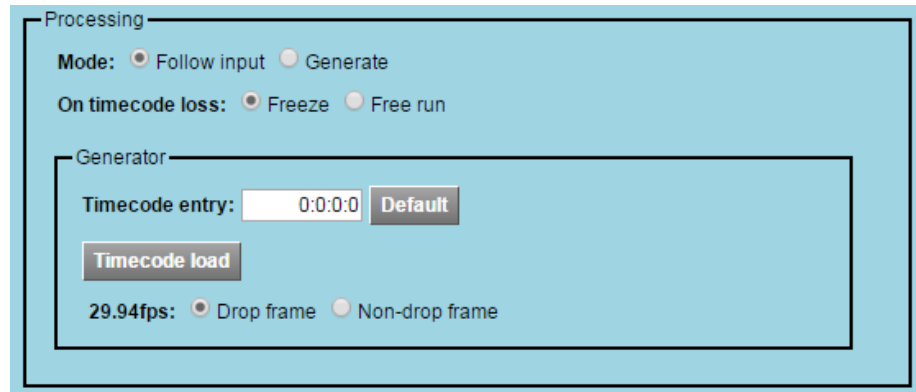 Processing
Mode: Follow input Generate
On timecode loss: Freeze Free run
Generator
Timecode entry: 0:0:0:0 Default
Timecode load
29.94fps: Drop frame Non-drop frame